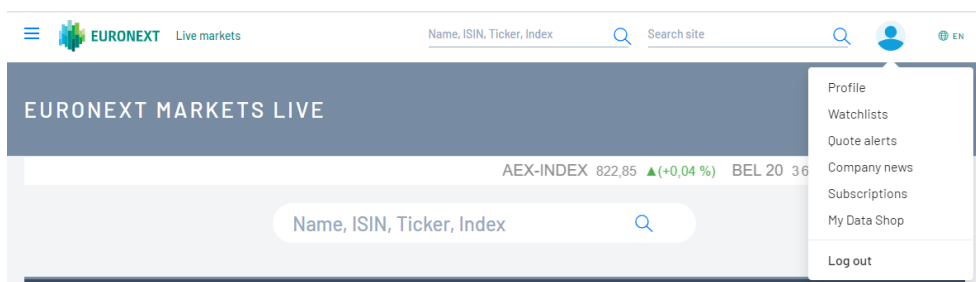 EURONEXT Live markets Name, ISIN, Ticker, Index Search site EN
EURONEXT MARKETS LIVE
AEX-INDEX 822,85 ▲(+0,04 %) BEL 20 36
Name, ISIN, Ticker, Index
Profile
Watchlists
Quote alerts
Company news
Subscriptions
My Data Shop
Log out